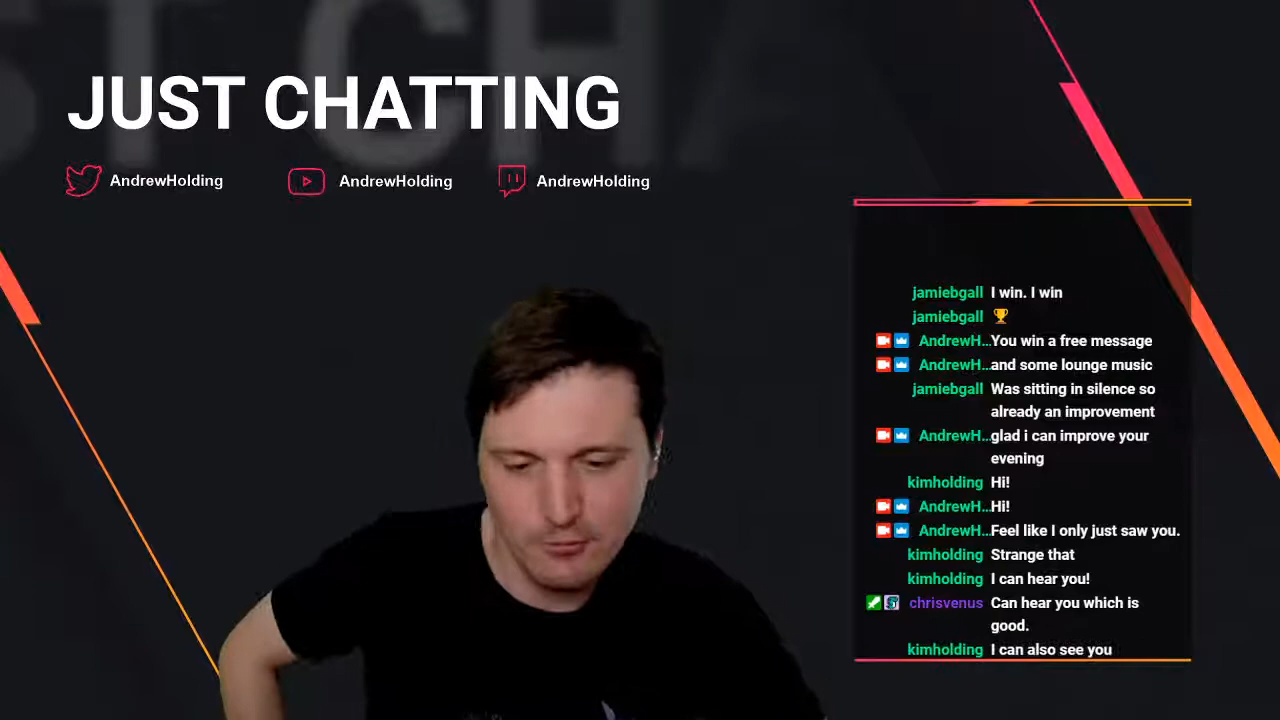 JUST CHATTING
AndrewHolding AndrewHolding AndrewHolding
jamiebgall I win. I win
jamiebgall
AndrewH...You win a free message
AndrewH...and some lounge music
jamiebgall Was sitting in silence so
already an improvement
AndrewH...glad i can improve your
evening
kimholding Hi!
AndrewH...Hi!
AndrewH...Feel like I only just saw you.
kimholding Strange that
kimholding I can hear you!
chrisvenus Can hear you which is
good.
kimholding I can also see you